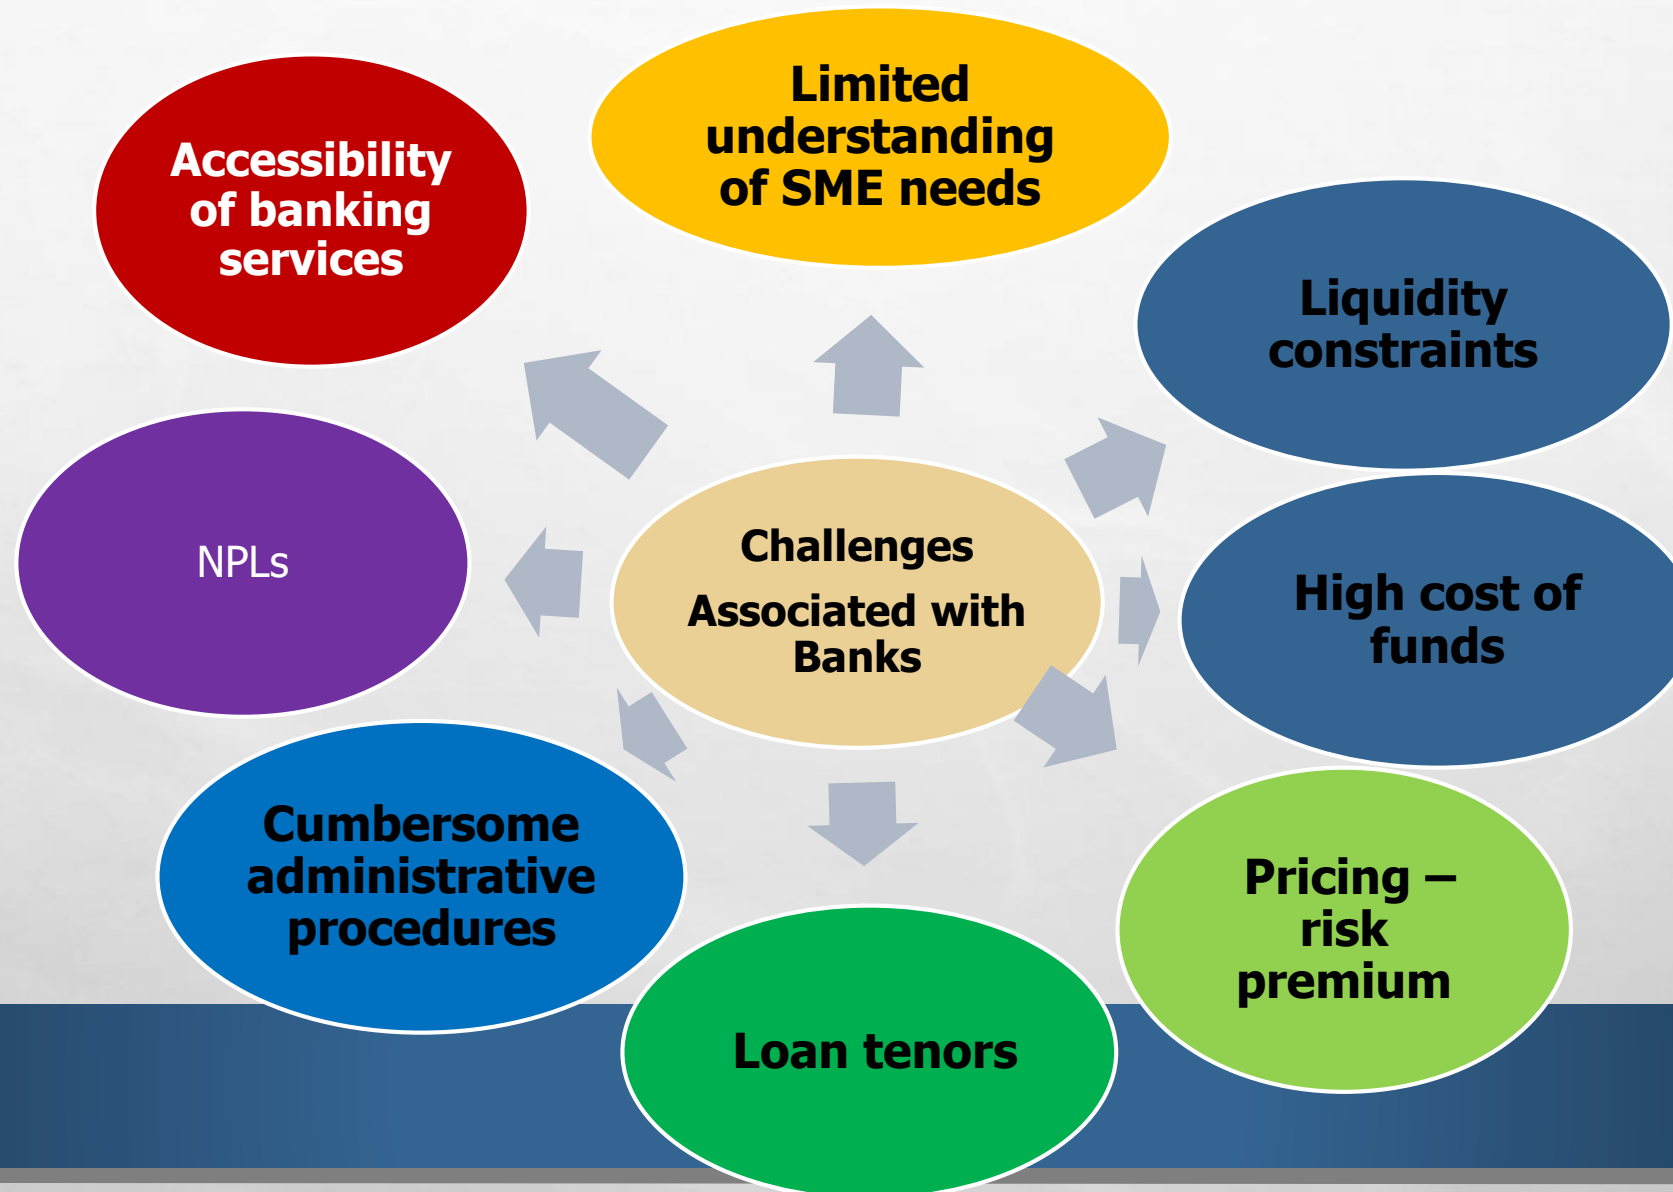 Limited
understanding
of SME needs
Accessibility
of banking
services
Liquidity
constraints
NPLs
Challenges
Associated with
Banks
High cost of
funds
Cumbersome
administrative
procedures
Pricing –
risk
premium
Loan tenors